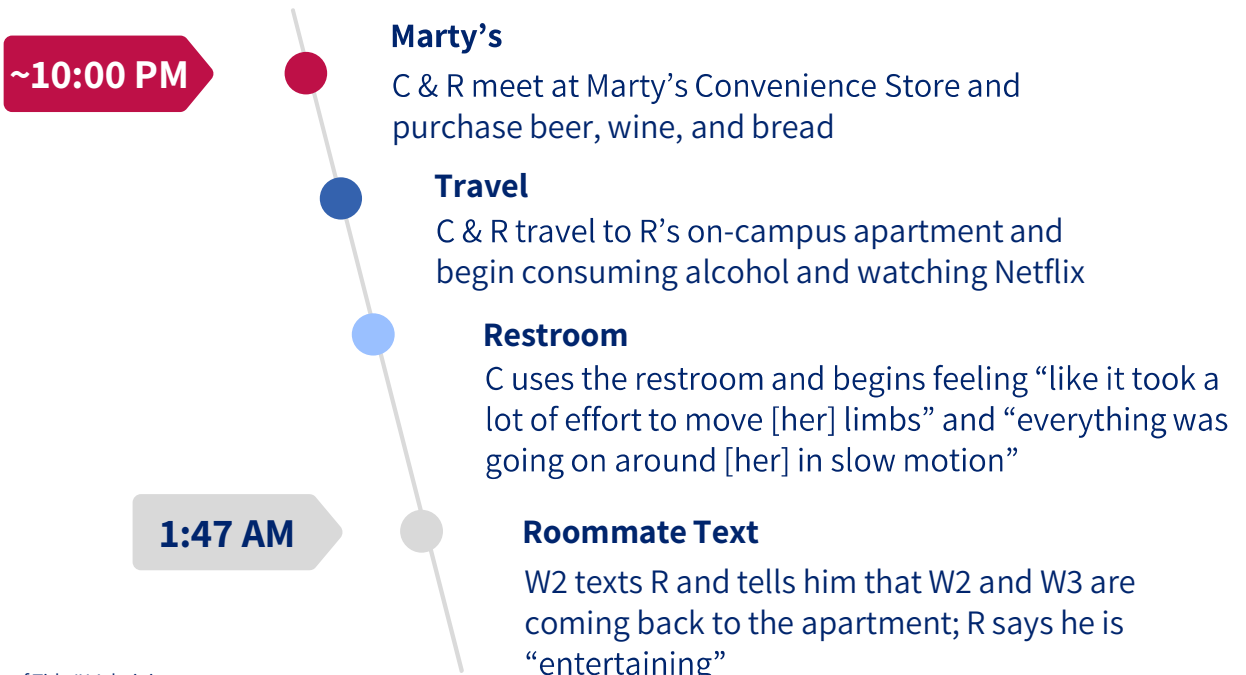 ~10:00 PM
Marty’s
C & R meet at Marty’s Convenience Store and
purchase beer, wine, and bread
Travel
C & R travel to R’s on-campus apartment and
begin consuming alcohol and watching Netflix
Restroom
C uses the restroom and begins feeling “like it took a
lot of effort to move [her] limbs” and “everything was
going on around [her] in slow motion”
1:47 AM
Roommate Text
W2 texts R and tells him that W2 and W3 are
coming back to the apartment; R says he is
“entertaining”